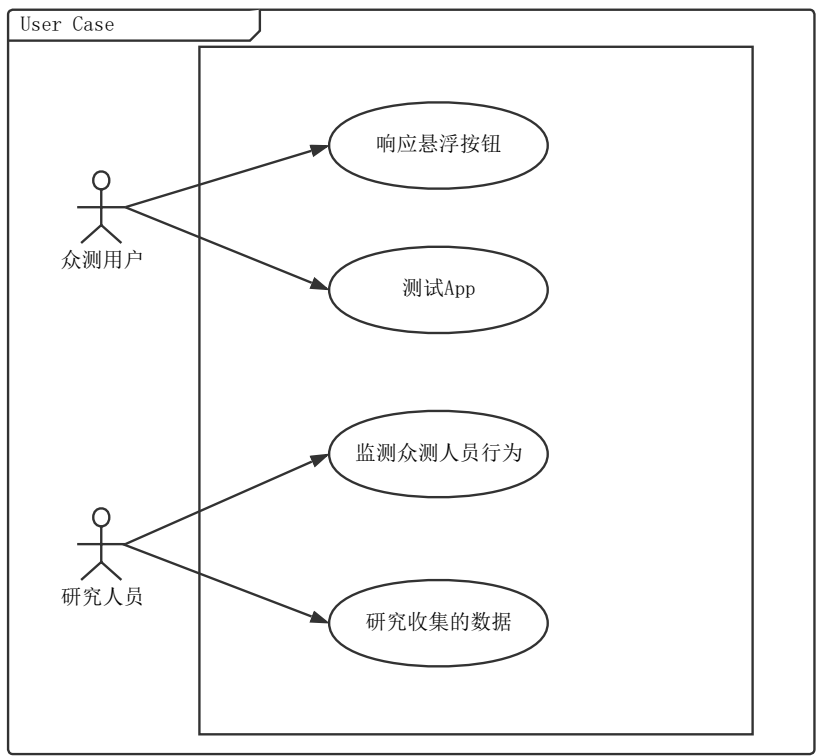 User Case
响应悬浮按钮
众测用户
测试App
监测众测人员行为
研究人员
研究收集的数据